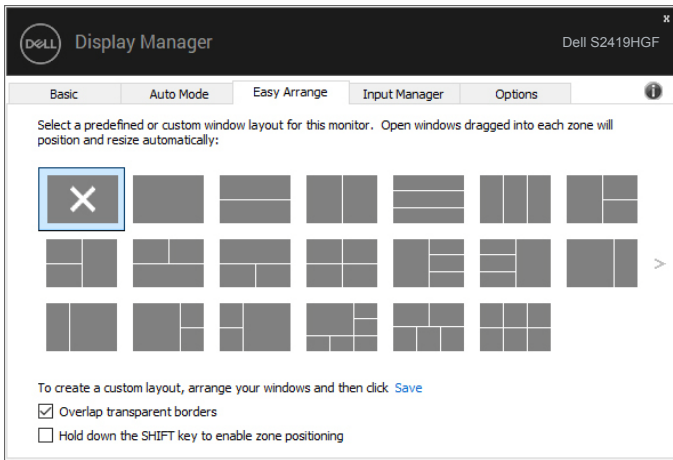 x
DELL Display Manager Dell S2419HGF
Basic Auto Mode Easy Arrange Input Manager Options i
Select a predefined or custom window layout for this monitor. Open windows dragged into each zone will
position and resize automatically:
>
To create a custom layout, arrange your windows and then click Save
Overlap transparent borders
Hold down the SHIFT key to enable zone positioning